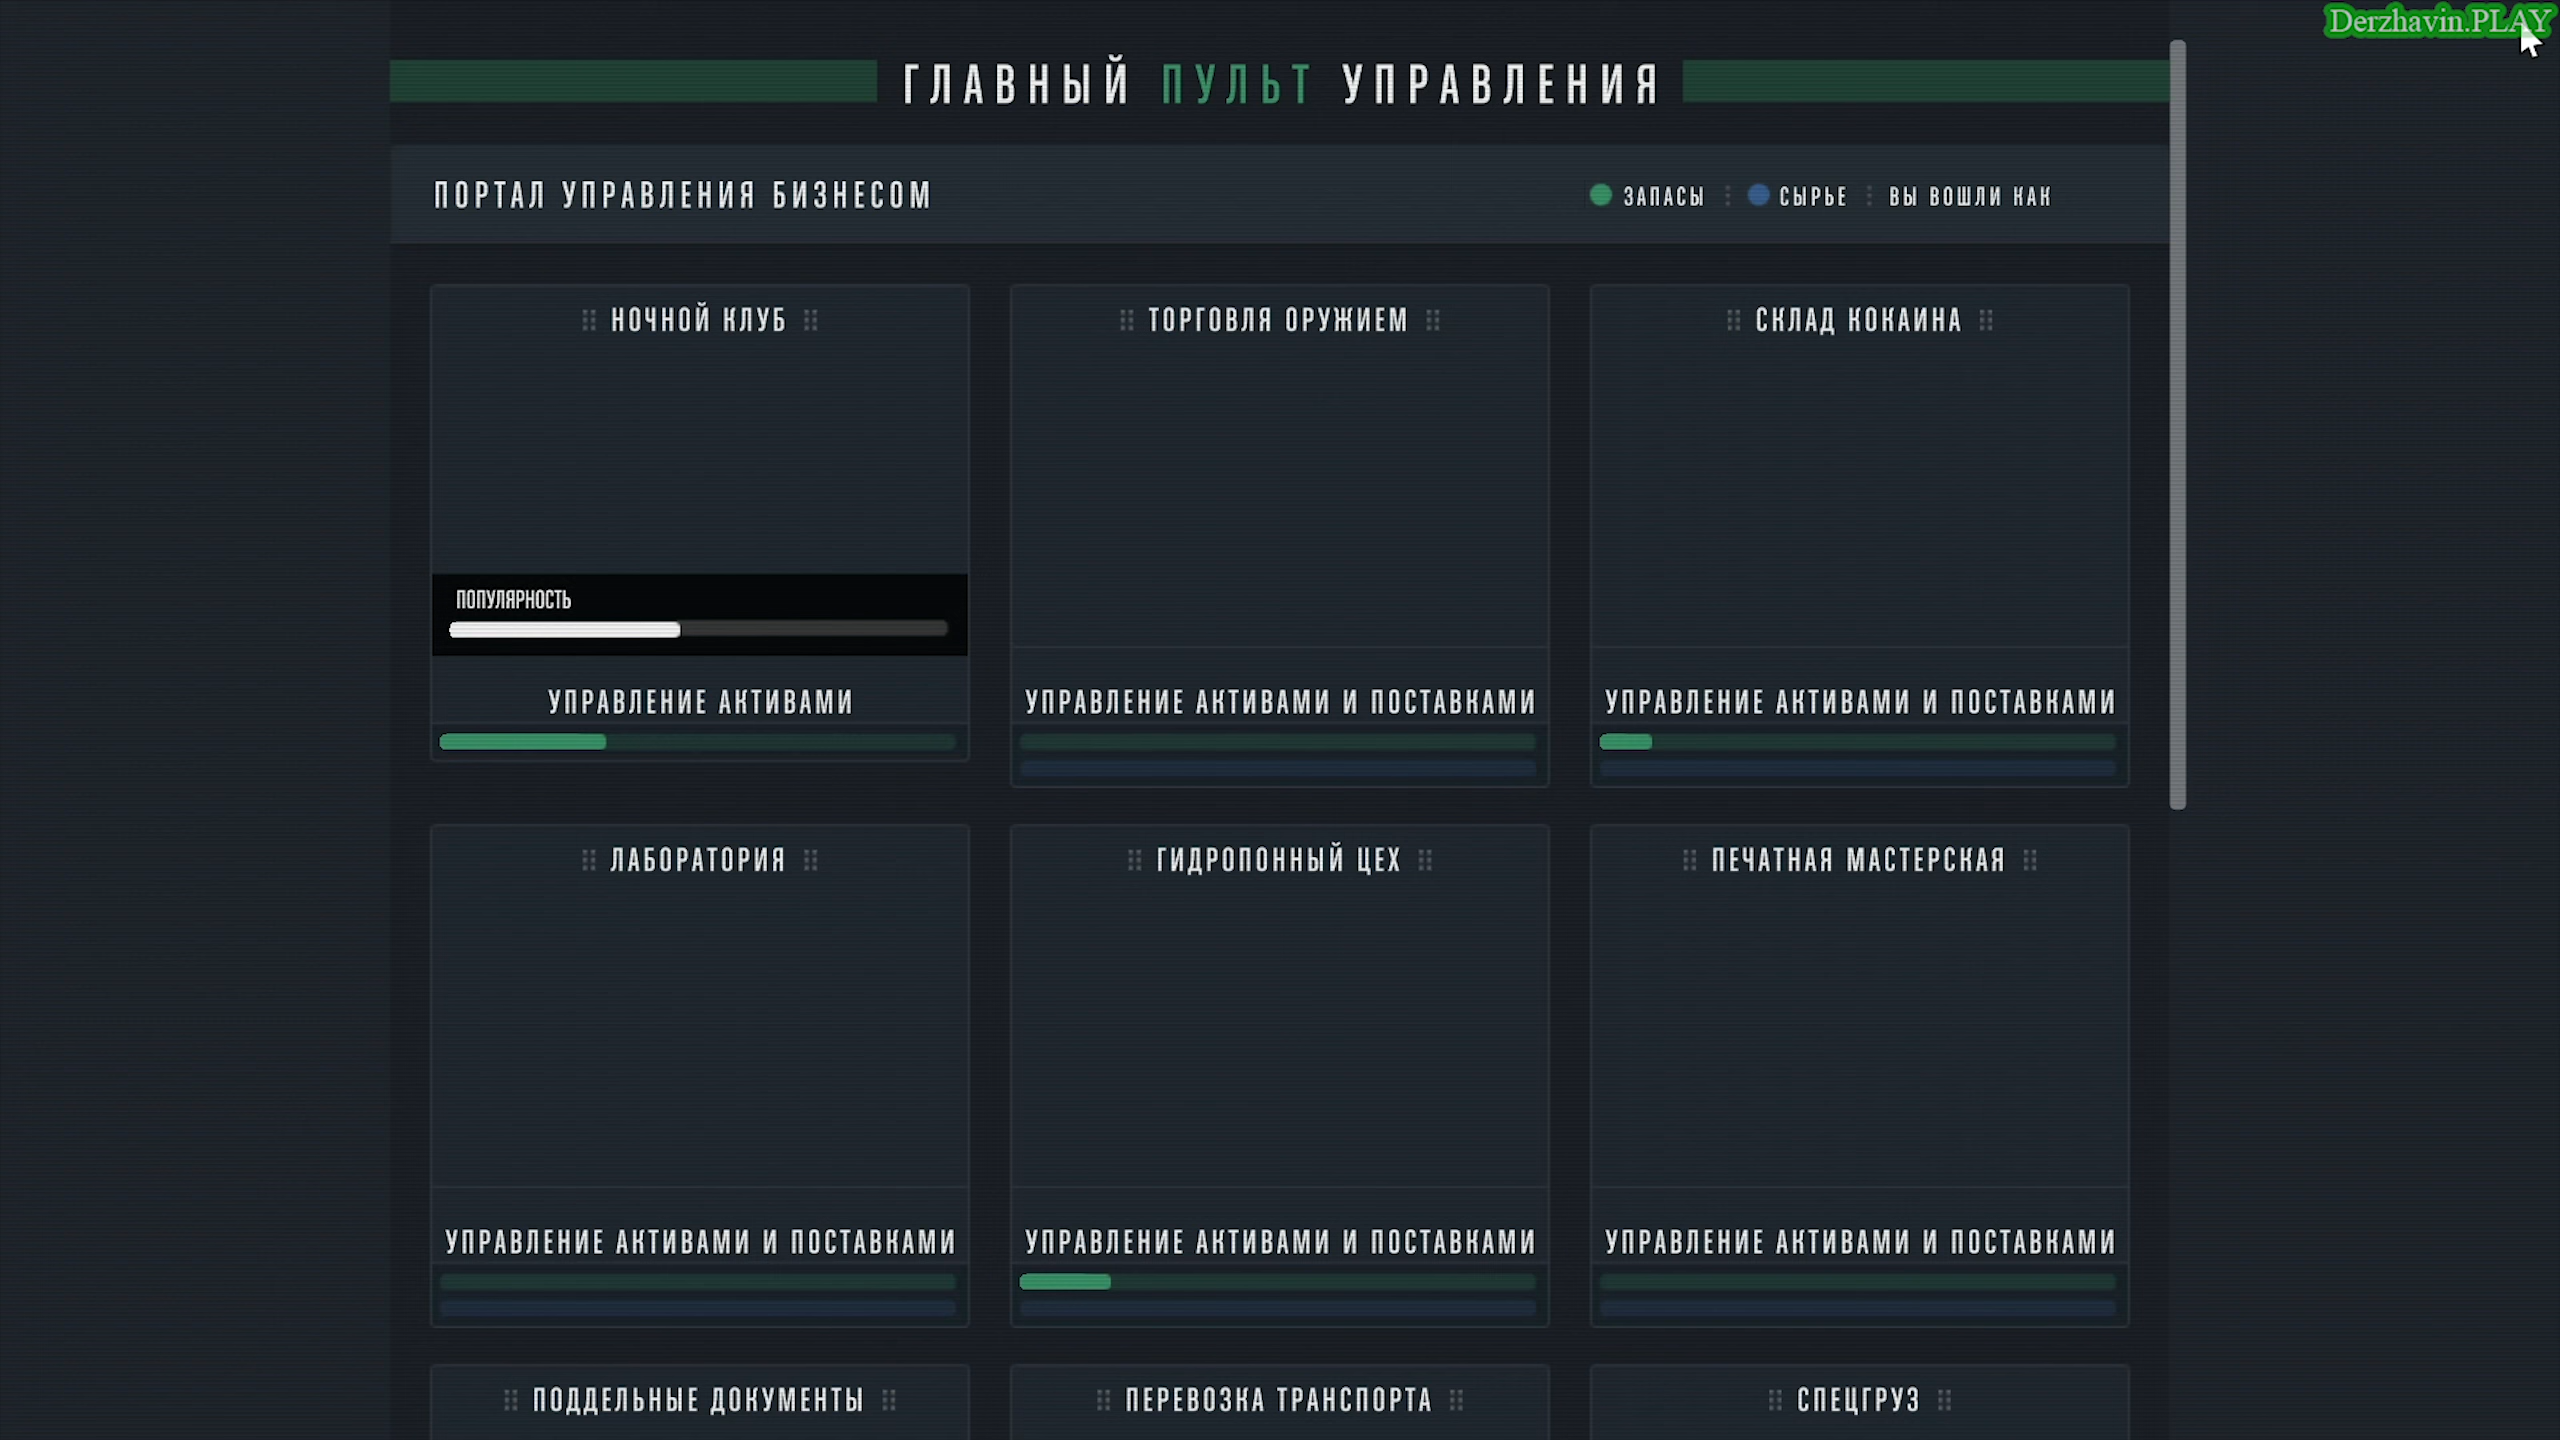 Derzhavin.PLAY
ГЛАВНЫЙ ПУЛЬТ УПРАВЛЕНИЯ
ПОРТАЛ УПРАВЛЕНИЯ БИЗНЕСОМ
ЗАПАСЫ
СЫРЬЕ
ВЫ ВОШЛИ КАК
НОЧНОЙ КЛУБ
ТОРГОВЛЯ ОРУЖИЕМ
СКЛАД КОКАИНА
ПОПУЛЯРНОСТЬ
УПРАВЛЕНИЕ АКТИВАМИ
УПРАВЛЕНИЕ АКТИВАМИ И ПОСТАВКАМИ
УПРАВЛЕНИЕ АКТИВАМИ И ПОСТАВКАМИ
ЛАБОРАТОРИЯ
ГИДРОПОННЫЙ ЦЕХ
ПЕЧАТНАЯ МАСТЕРСКАЯ
УПРАВЛЕНИЕ АКТИВАМИ И ПОСТАВКАМИ
УПРАВЛЕНИЕ АКТИВАМИ И ПОСТАВКАМИ
УПРАВЛЕНИЕ АКТИВАМИ И ПОСТАВКАМИ
ПОДДЕЛЬНЫЕ ДОКУМЕНТЫ
ПЕРЕВОЗКА ТРАНСПОРТА
СПЕЦГРУЗ